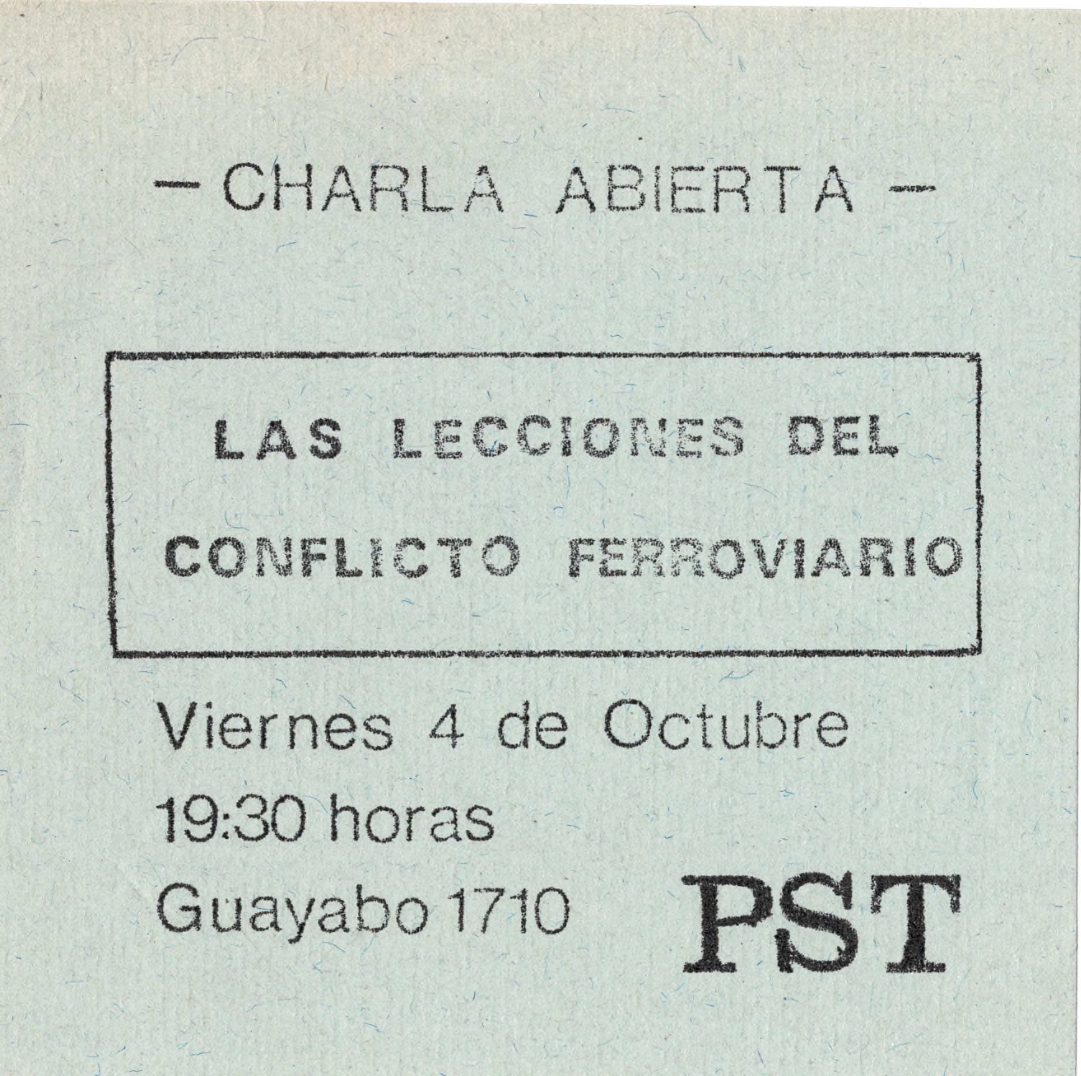 — CHARLA ABIERTA —
LAS LECCIONES DEL
CONFLICTO FERROVIARIO
Viernes 4 de Octubre
19:30 horas
Guayabo 1710
PST